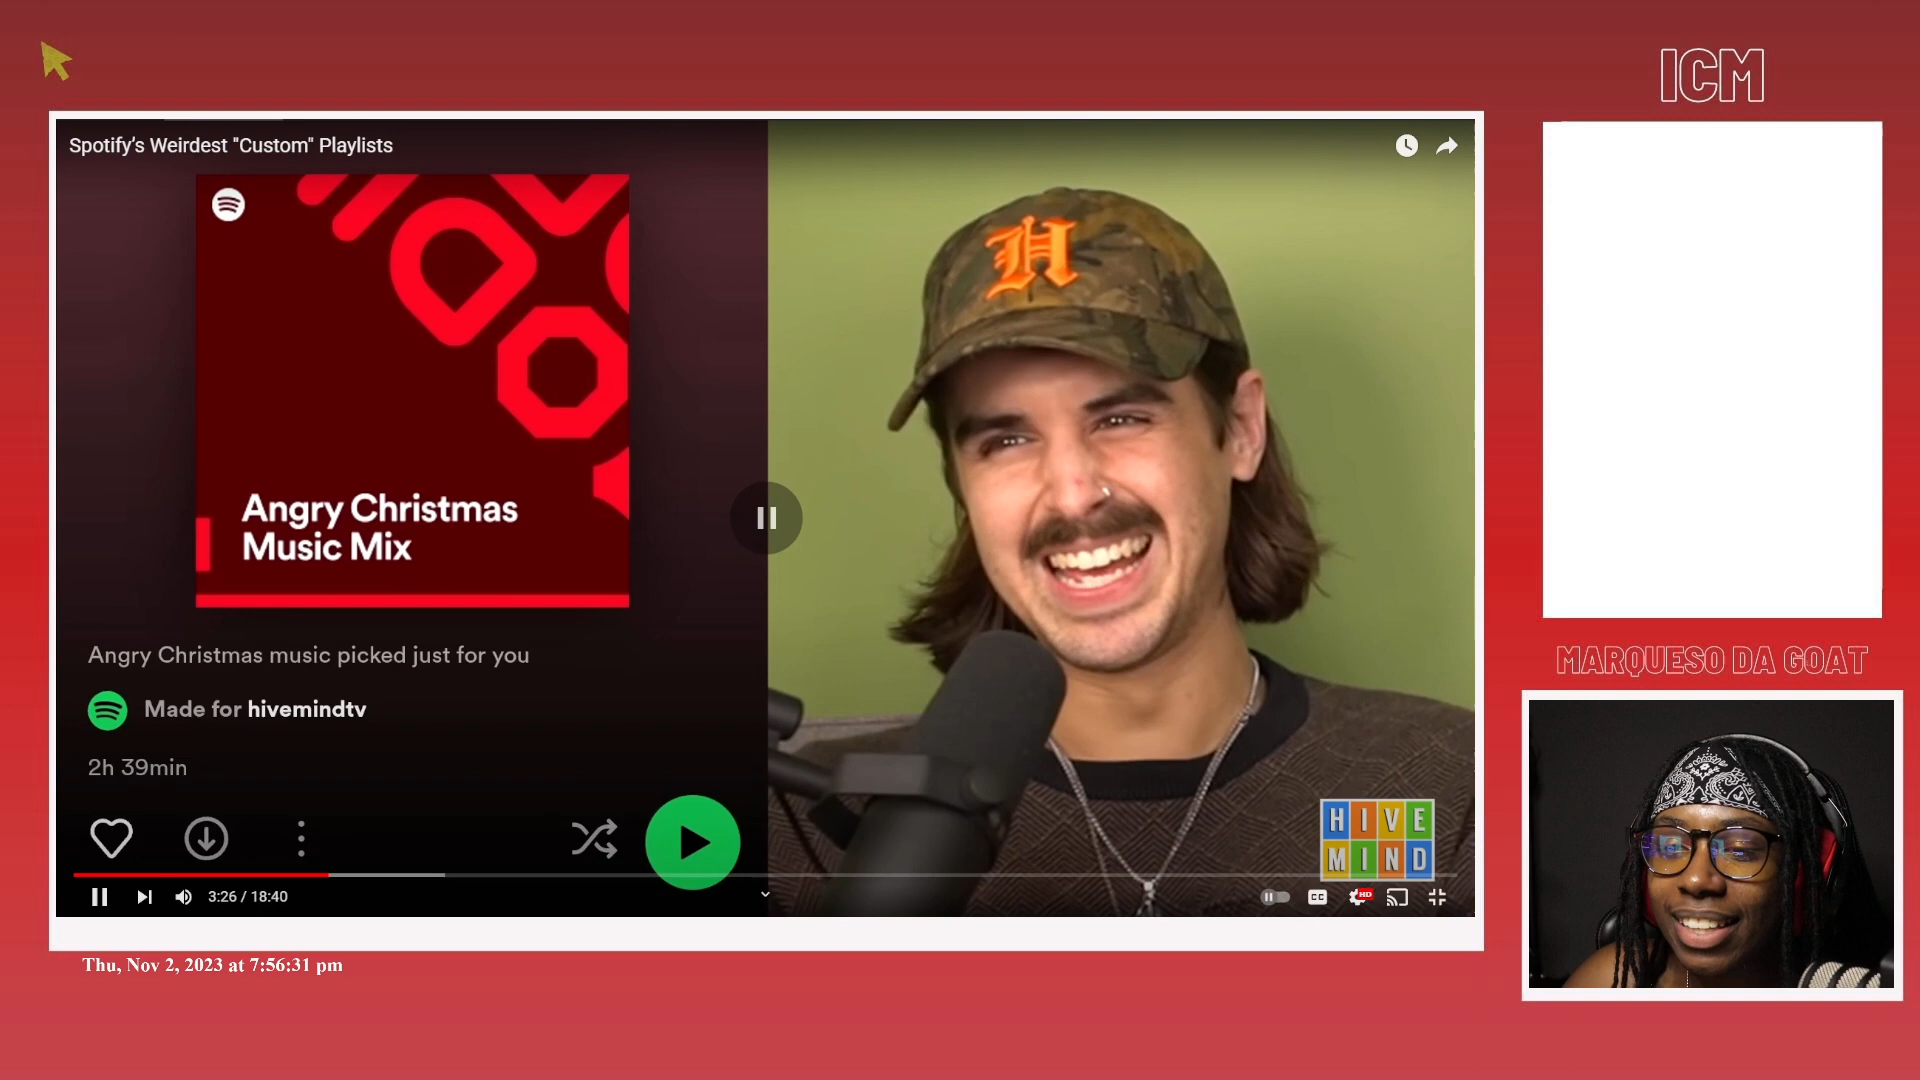 ICM
Spotify's Weirdest "Custom" Playlists
H
Angry Christmas
Music Mix
Angry Christmas music picked just for you
Made for hivemindtv
2h 39min
HIVE
MIND
3:26 / 18:40
CC
HD
MARQUESO DA GOAT
Thu, Nov 2, 2023 at 7:56:31 pm